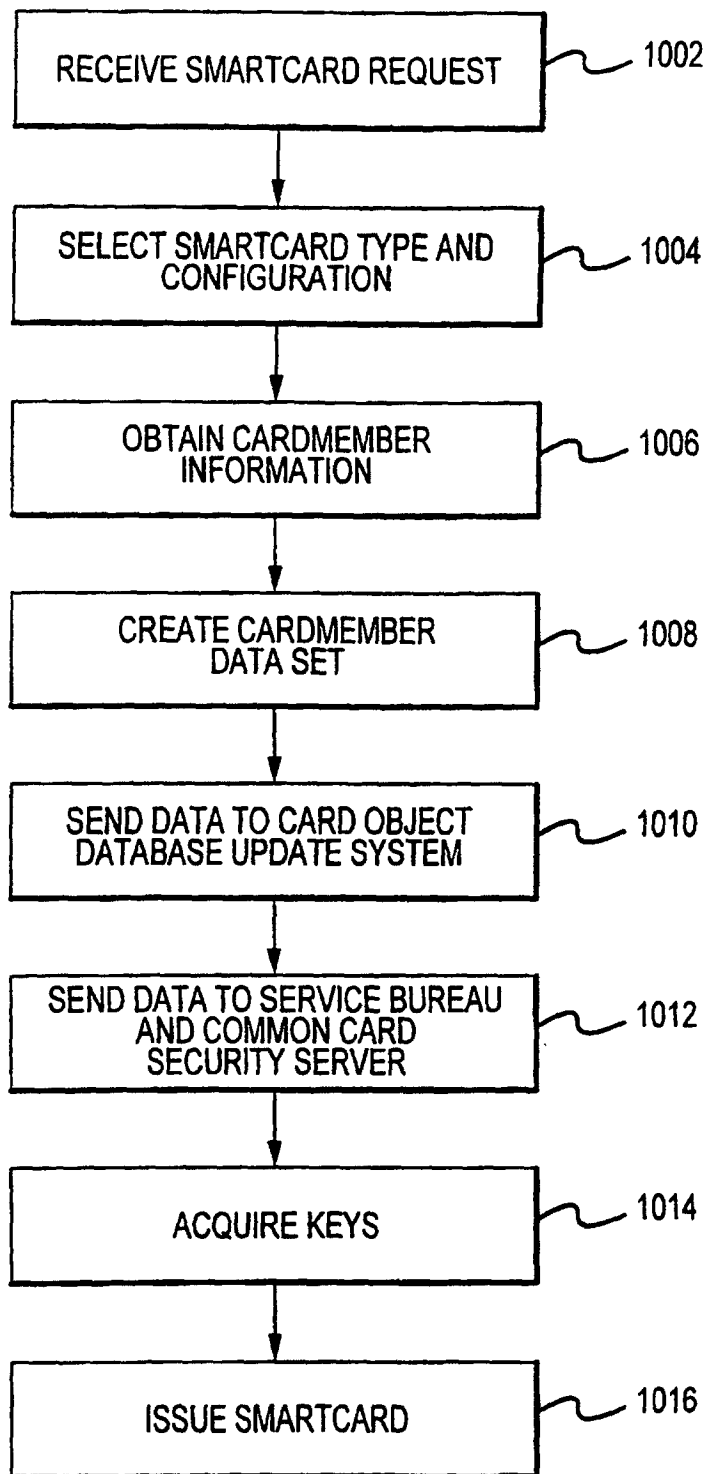 RECEIVE SMARTCARD REQUEST
1002
SELECT SMARTCARD TYPE AND
CONFIGURATION
1004
OBTAIN CARDMEMBER
INFORMATION
1006
CREATE CARDMEMBER
DATA SET
1008
SEND DATA TO CARD OBJECT
DATABASE UPDATE SYSTEM
1010
SEND DATA TO SERVICE BUREAU
AND COMMON CARD
SECURITY SERVER
1012
ACQUIRE KEYS
1014
ISSUE SMARTCARD
1016